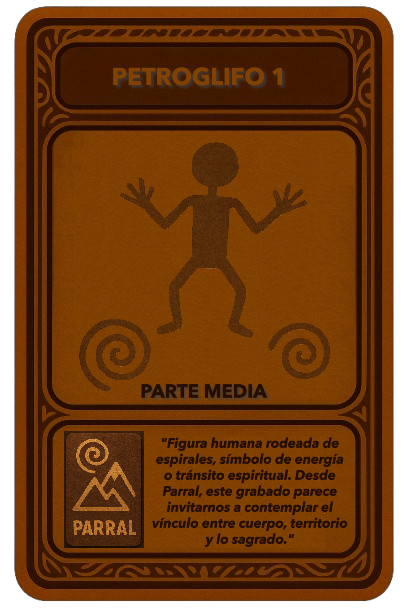 PETROGLIFO 1
PARTE MEDIA
PARRAL
"Figura humana rodeada de
espirales, símbolo de energía
o tránsito espiritual. Desde
Parral, este grabado parece
invitarnos a contemplar el
vínculo entre cuerpo, territorio
y lo sagrado."